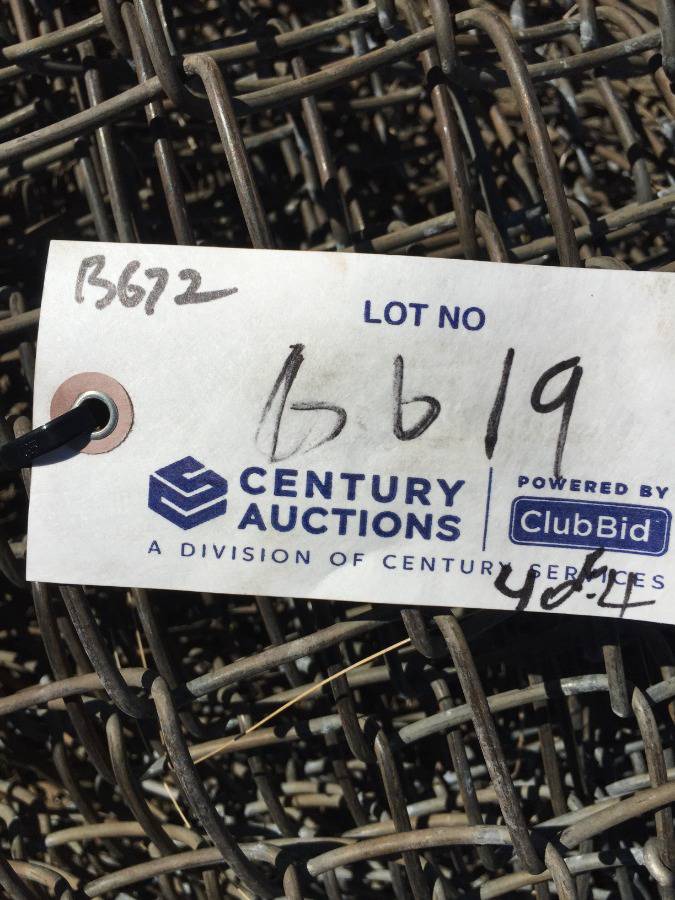 B672
LOT NO
B619
CENTURY
AUCTIONS
POWERED BY
ClubBid
A DIVISION OF CENTURY SERVICES